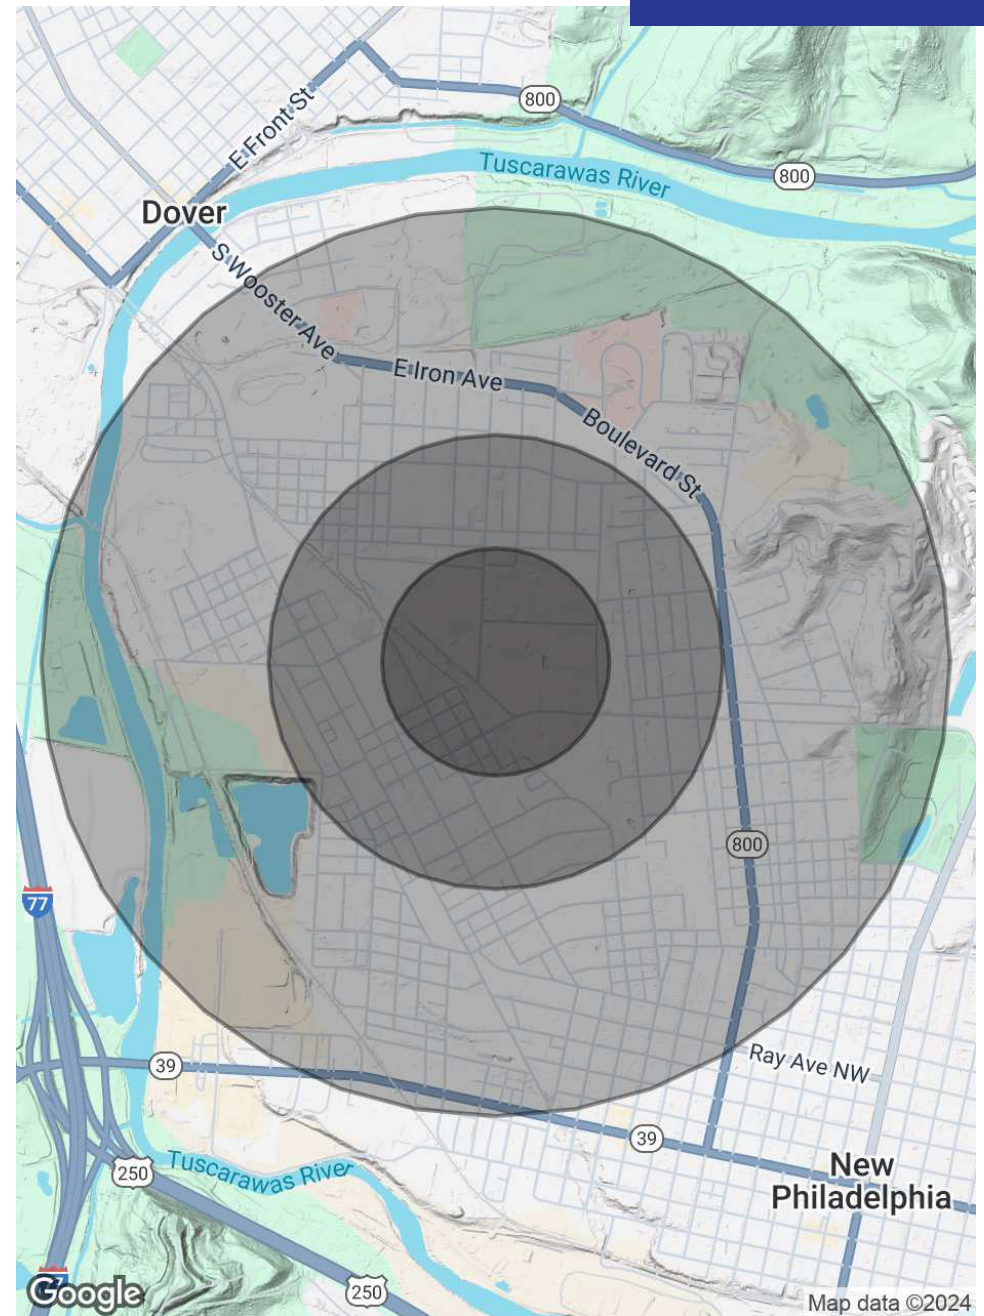 800
E Front St
Tuscarawas River
800
Dover
S Wooster Ave
E Iron Ave
Boulevard St
800
77
Ray Ave NW
39
39
250
Tuscarawas River
New
Philadelphia
77
Google
250
Map data ©2024